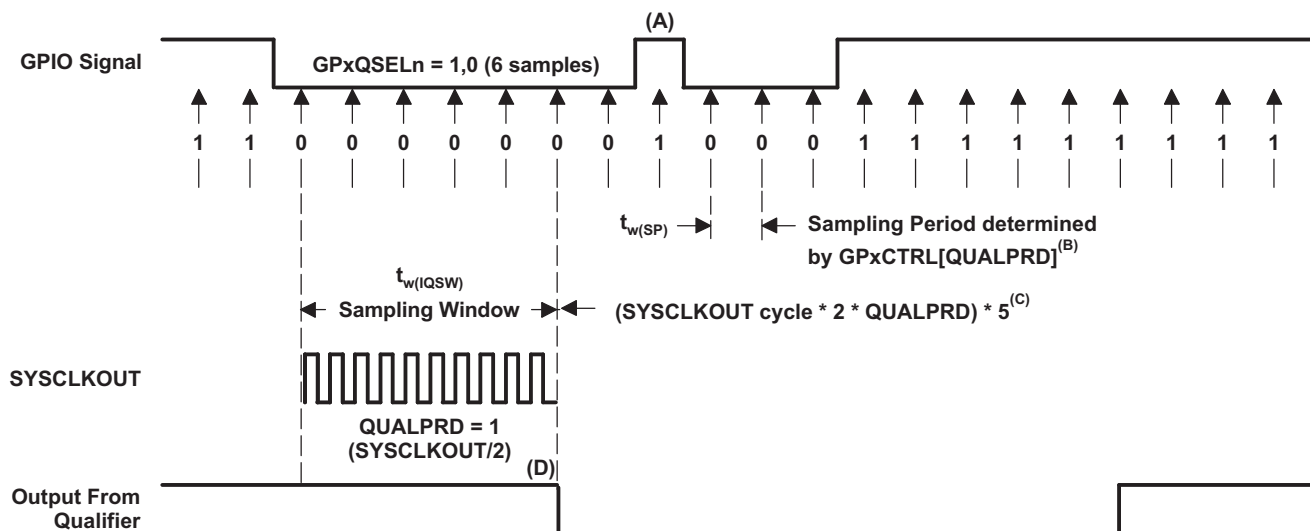 (A)
GPIO Signal
GPxQSELn = 1,0 (6 samples)
1 1 0 0 0 0 0 0 0 1 0 0 0 1 1 1 1 1 1 1 1 1
tw(SP)
Sampling Period determined
by GPxCTRL[QUALPRD](B)
tw(IQSW)
Sampling Window
(SYSCLKOUT cycle * 2 * QUALPRD) * 5(C)
SYSCLKOUT
QUALPRD = 1
(SYSCLKOUT/2)
(D)
Output From
Qualifier